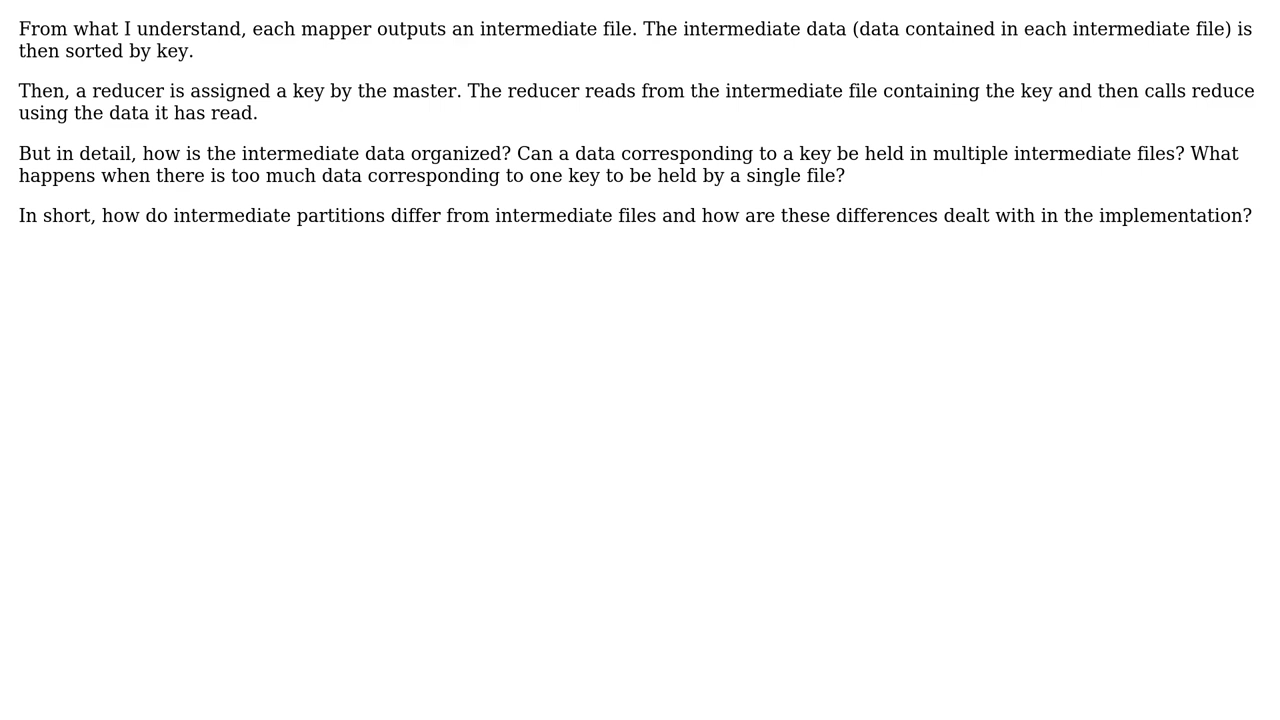 From what I understand, each mapper outputs an intermediate file. The intermediate data (data contained in each intermediate file) is
then sorted by key.
Then, a reducer is assigned a key by the master. The reducer reads from the intermediate file containing the key and then calls reduce
using the data it has read.
But in detail, how is the intermediate data organized? Can a data corresponding to a key be held in multiple intermediate files? What
happens when there is too much data corresponding to one key to be held by a single file?
In short, how do intermediate partitions differ from intermediate files and how are these differences dealt with in the implementation?